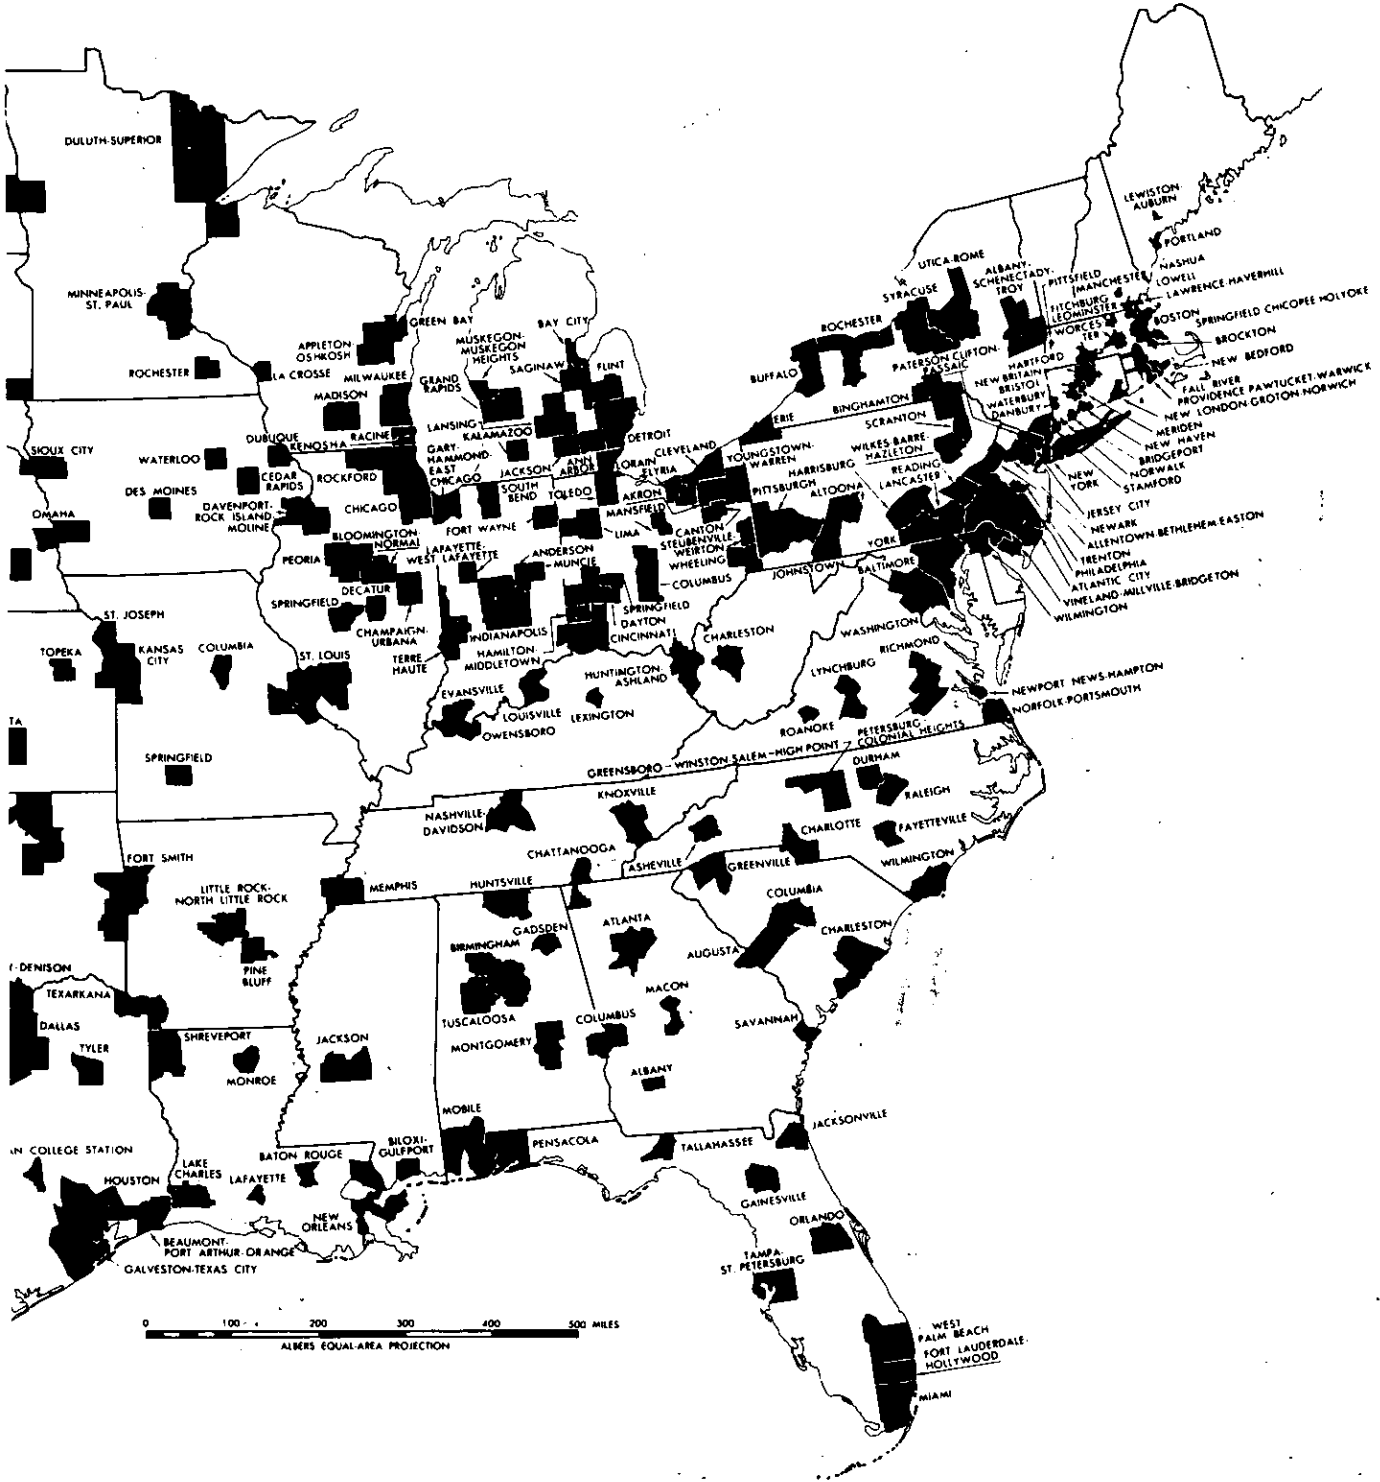 DULUTH-SUPERIOR
MINNEAPOLIS-
ST. PAUL
ROCHESTER
LA CROSSE
APPLETON-
OSHKOSH
GREEN BAY
MILWAUKEE
MADISON
KENOSHA
RACINE
DUBUQUE
WATERLOO
CEDAR
RAPIDS
SIOUX CITY
DES MOINES
OMAHA
DAVENPORT-
ROCK ISLAND
MOLINE
ROCKFORD
CHICAGO
GARY-
HAMMOND-
EAST
CHICAGO
MUSKEGON-
MUSKEGON
HEIGHTS
GRAND
RAPIDS
BAY CITY
SAGINAW
FLINT
LANSING
KALAMAZOO
JACKSON
ANN
ARBOR
DETROIT
SOUTH
BEND
TOLEDO
FORT WAYNE
LIMA
LORAIN
ELYRIA
CLEVELAND
AKRON
MANSFIELD
CANTON
STEUBENVILLE
WEIRTON
WHEELING
YOUNGSTOWN-
WARREN
ERIE
PITTSBURGH
ALTOONA
JOHNSTOWN
HARRISBURG
YORK
LANCASTER
READING
WILKES-BARRE-
HAZLETON
SCRANTON
BINGHAMTON
BUFFALO
ROCHESTER
SYRACUSE
UTICA-ROME
ALBANY-
SCHENECTADY-
TROY
PATERSON CLIFTON-
PASSAIC
LEWISTON-
AUBURN
PORTLAND
NASHUA
LOWELL
LAWRENCE-HAVERHILL
PITTSFIELD
MANCHESTER
FITCHBURG
LEOMINSTER
BOSTON
WORCES
TER
SPRINGFIELD CHICOPEE HOLYOKE
BROCKTON
NEW BEDFORD
FALL RIVER
PROVIDENCE PAWTUCKET-WARWICK
NEW LONDON-GROTON-NORWICH
HARTFORD
NEW BRITAIN
BRISTOL
WATERBURY
DANBURY
MERIDEN
NEW HAVEN
BRIDGEPORT
NORWALK
STAMFORD
NEW
YORK
JERSEY CITY
NEWARK
ALLENTOWN-BETHLEHEM-EASTON
TRENTON
PHILADELPHIA
ATLANTIC CITY
VINELAND-MILLVILLE-BRIDGETON
WILMINGTON
BALTIMORE
WASHINGTON
PEORIA
BLOOMINGTON
NORMAL
LAFAYETTE-
WEST LAFAYETTE
ANDERSON
MUNCIE
DECATUR
SPRINGFIELD
CHAMPAIGN-
URBANA
TERRE
HAUTE
INDIANAPOLIS
HAMILTON-
MIDDLETOWN
SPRINGFIELD
DAYTON
CINCINNATI
COLUMBUS
ST. JOSEPH
TOPEKA
KANSAS
CITY
COLUMBIA
ST. LOUIS
SPRINGFIELD
TA
EVANSVILLE
LOUISVILLE
OWENSBORO
LEXINGTON
HUNTINGTON-
ASHLAND
CHARLESTON
LYNCHBURG
RICHMOND
ROANOKE
PETERSBURG-
COLONIAL HEIGHTS
NEWPORT NEWS-HAMPTON
NORFOLK-PORTSMOUTH
GREENSBORO - WINSTON SALEM-HIGH POINT
DURHAM
RALEIGH
FAYETTEVILLE
CHARLOTTE
WILMINGTON
NASHVILLE-
DAVIDSON
KNOXVILLE
CHATTANOOGA
ASHEVILLE
GREENVILLE
COLUMBIA
CHARLESTON
FORT SMITH
LITTLE ROCK-
NORTH LITTLE ROCK
PINE
BLUFF
MEMPHIS
HUNTSVILLE
GADSDEN
BIRMINGHAM
TUSCALOOSA
MONTGOMERY
ATLANTA
AUGUSTA
MACON
COLUMBUS
SAVANNAH
ALBANY
-DENISON
TEXARKANA
DALLAS
TYLER
SHREVEPORT
MONROE
JACKSON
MOBILE
PENSACOLA
TALLAHASSEE
JACKSONVILLE
AN COLLEGE STATION
HOUSTON
LAKE
CHARLES
LAFAYETTE
BATON ROUGE
BILOXI-
GULFPORT
NEW
ORLEANS
BEAUMONT-
PORT ARTHUR-ORANGE
GALVESTON-TEXAS CITY
GAINESVILLE
ORLANDO
TAMPA-
ST. PETERSBURG
WEST
PALM BEACH
FORT LAUDERDALE-
HOLLYWOOD
MIAMI
0 100 200 300 400 500 MILES
ALBERS EQUAL-AREA PROJECTION